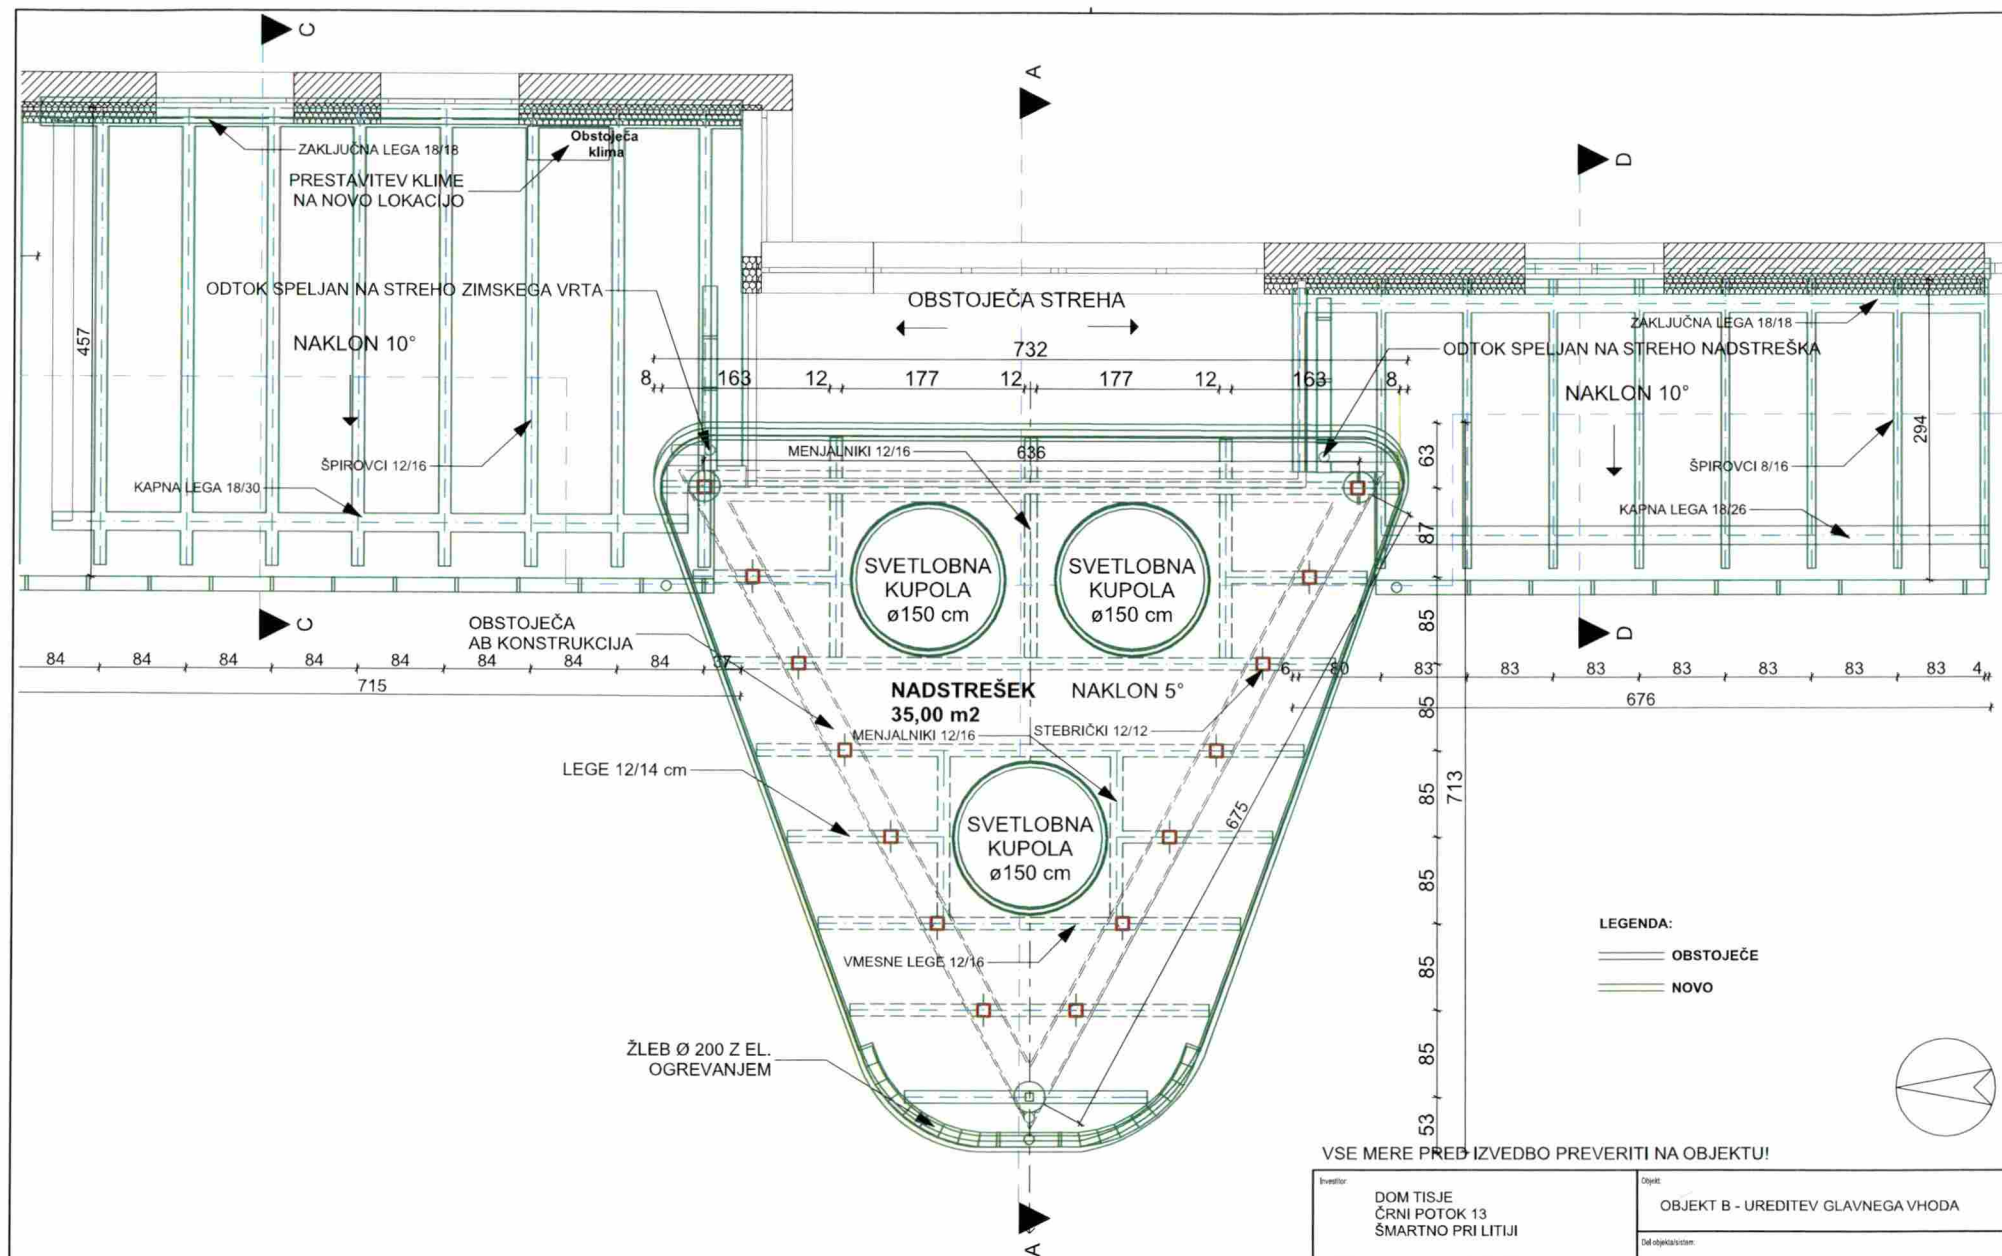 C
A
D
Obstoječa
klima
ZAKLJUČNA LEGA 18/18
PRESTAVITEV KLIME
NA NOVO LOKACIJO
ODTOK SPELJAN NA STREHO ZIMSKEGA VRTA
OBSTOJEČA STREHA
ZAKLJUČNA LEGA 18/18
457
NAKLON 10°
732
ODTOK SPELJAN NA STREHO NADSTREŠKA
8 163 12 177 12 177 12 163 8
NAKLON 10°
294
63
MENJALNIKI 12/16
636
ŠPIROVCI 12/16
ŠPIROVCI 8/16
KAPNA LEGA 18/30
KAPNA LEGA 18/26
87
SVETLOBNA
KUPOLA
ø150 cm
SVETLOBNA
KUPOLA
ø150 cm
C
OBSTOJEČA
AB KONSTRUKCIJA
85
D
84 84 84 84 84 84 84 84 37
6 80 83 83 83 83 83 83 83 4
715
676
NADSTREŠEK
35,00 m2
NAKLON 5°
85
MENJALNIKI 12/16
STEBRIČKI 12/12
LEGE 12/14 cm
85
713
675
SVETLOBNA
KUPOLA
ø150 cm
85
VMESNE LEGE 12/16
85
LEGENDA:
OBSTOJEČE
NOVO
ŽLEB Ø 200 Z EL.
OGREVANJEM
85
53
VSE MERE PRED IZVEDBO PREVERITI NA OBJEKTU!
A
Investitor:
DOM TISJE
ČRNI POTOK 13
ŠMARTNO PRI LITIJI
Objekt:
OBJEKT B - UREDITEV GLAVNEGA VHODA
Del objekta/sistem: